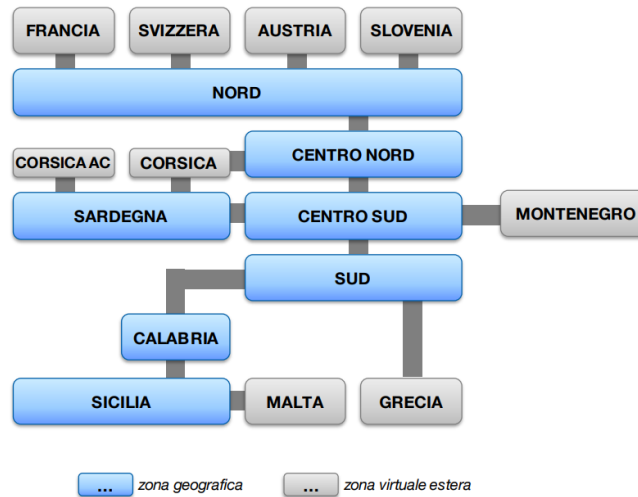 FRANCIA SVIZZERA AUSTRIA SLOVENIA
NORD
CENTRO NORD
CORSICA AC CORSICA
SARDEGNA CENTRO SUD MONTENEGRO
SUD
CALABRIA
SICILIA MALTA GRECIA
... zona geografica ... zona virtuale estera